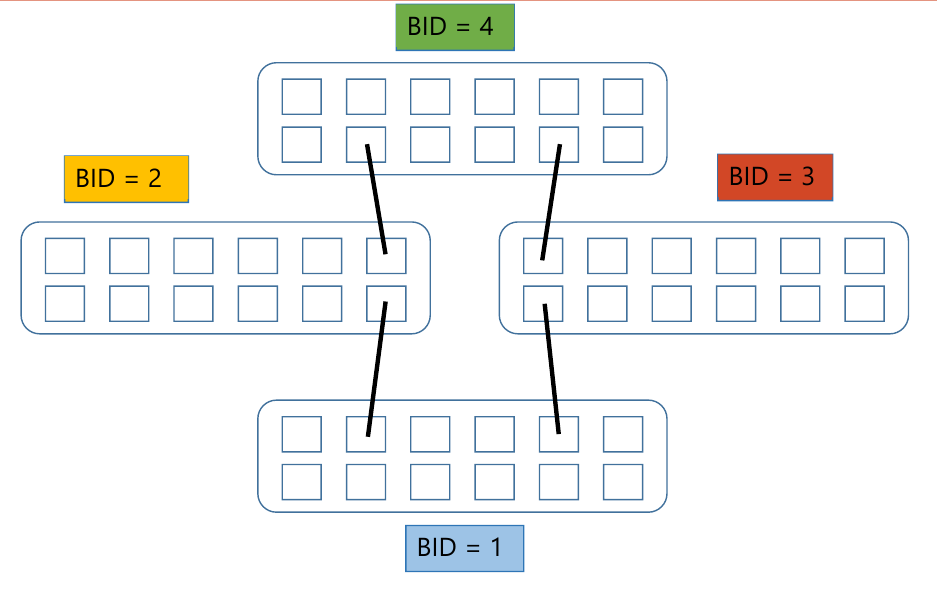 BID = 4
BID = 2
BID = 3
BID = 1